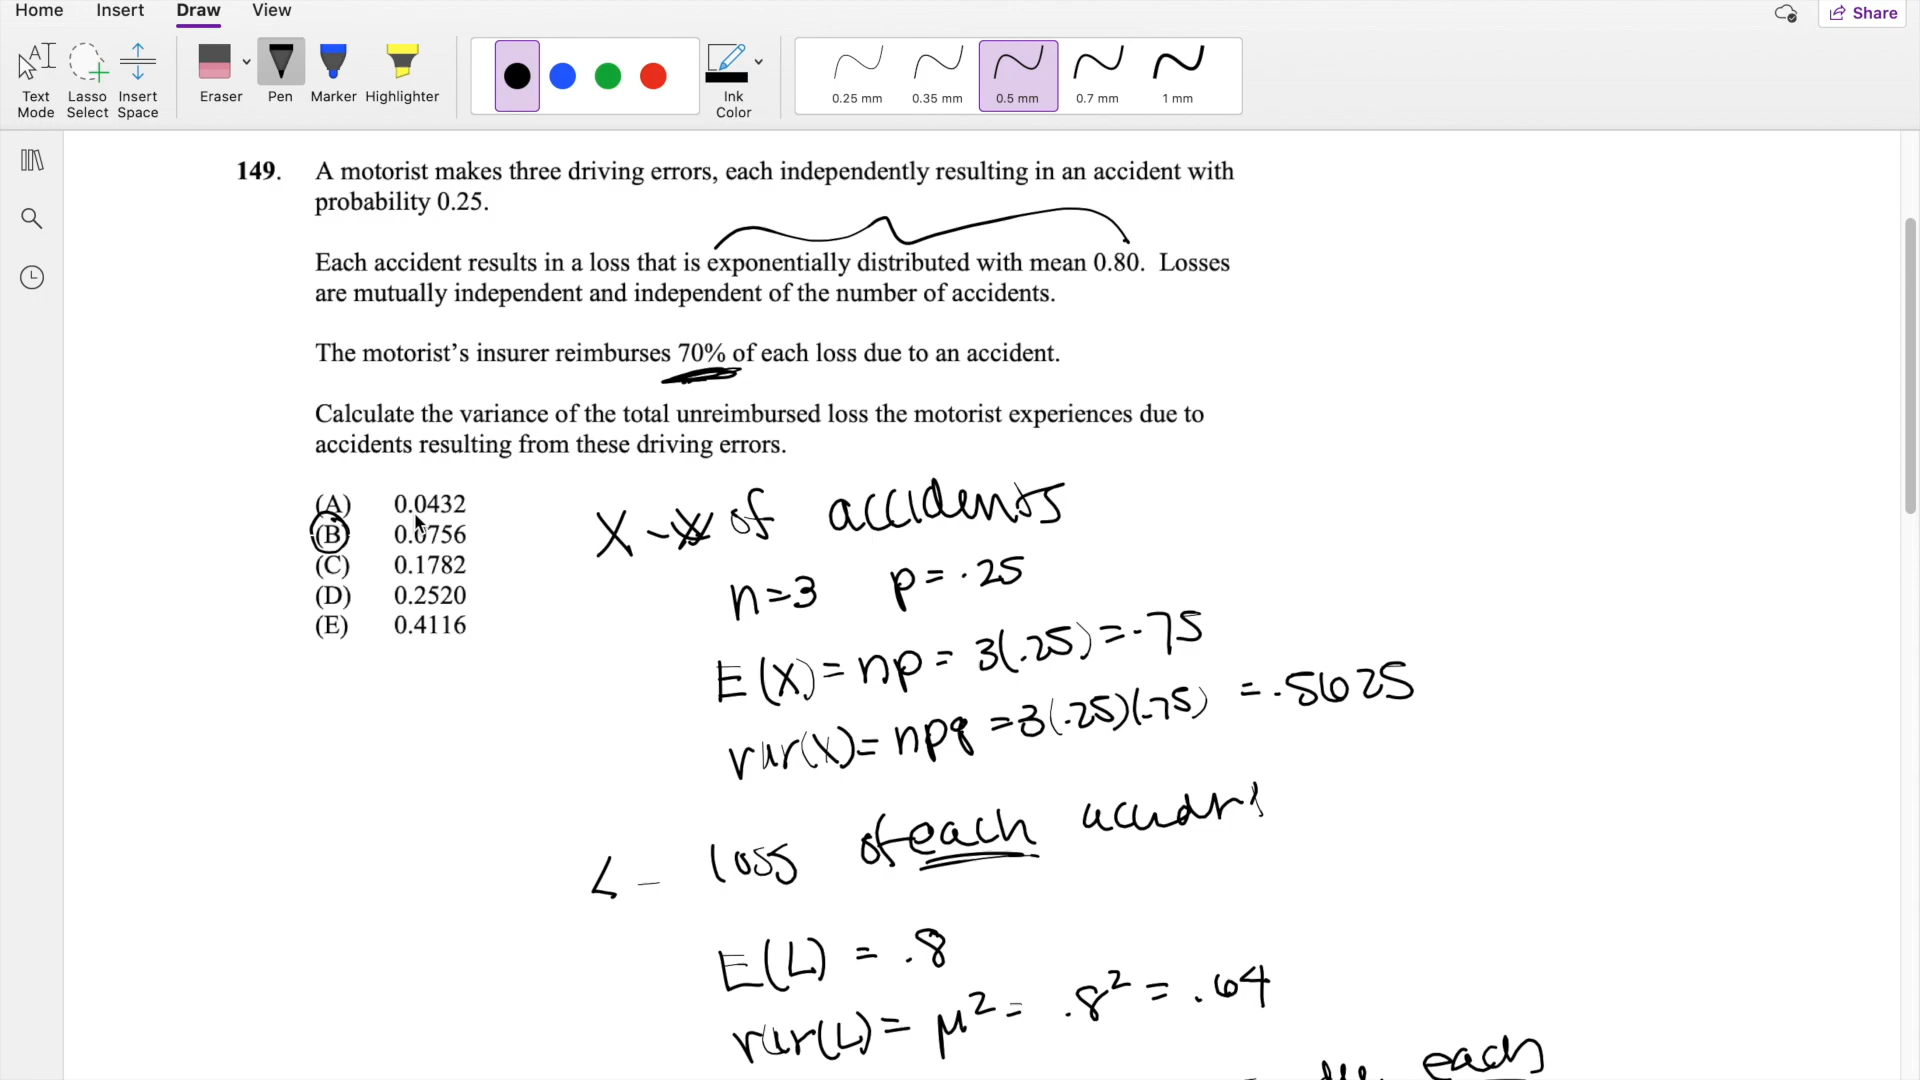 Home Insert Draw View Share
Text Mode Lasso Select Insert Space Eraser Pen Marker Highlighter Ink Color 0.25 mm 0.35 mm 0.5 mm 0.7 mm 1 mm
149. A motorist makes three driving errors, each independently resulting in an accident with
probability 0.25.
Each accident results in a loss that is exponentially distributed with mean 0.80. Losses
are mutually independent and independent of the number of accidents.
The motorist's insurer reimburses 70% of each loss due to an accident.
Calculate the variance of the total unreimbursed loss the motorist experiences due to
accidents resulting from these driving errors.
(A) 0.0432
(B) 0.0756
(C) 0.1782
(D) 0.2520
(E) 0.4116
X - # of accidents
n=3 p=.25
E(X)=np=3(.25)=.75
var(X)=npq=3(.25)(.75)=.5625
L - loss of each accident
E(L)=.8
var(L)=μ²=.8²=.64
each